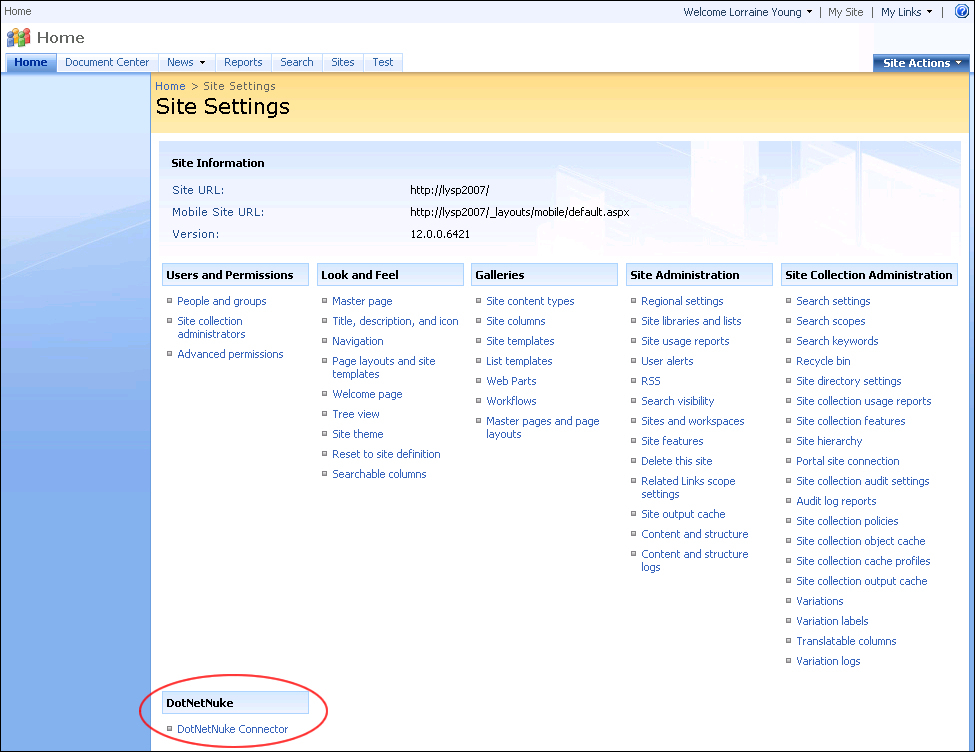 Home
Welcome Lorraine Young | My Site | My Links |
Home
Home Document Center News Reports Search Sites Test Site Actions
Home > Site Settings
Site Settings
Site Information
Site URL: http://lysp2007/
Mobile Site URL: http://lysp2007/_layouts/mobile/default.aspx
Version: 12.0.0.6421
Users and Permissions
People and groups
Site collection
administrators
Advanced permissions
Look and Feel
Master page
Title, description, and icon
Navigation
Page layouts and site
templates
Welcome page
Tree view
Site theme
Reset to site definition
Searchable columns
Galleries
Site content types
Site columns
Site templates
List templates
Web Parts
Workflows
Master pages and page
layouts
Site Administration
Regional settings
Site libraries and lists
Site usage reports
User alerts
RSS
Search visibility
Sites and workspaces
Site features
Delete this site
Related Links scope
settings
Site output cache
Content and structure
Content and structure
logs
Site Collection Administration
Search settings
Search scopes
Search keywords
Recycle bin
Site directory settings
Site collection usage reports
Site collection features
Site hierarchy
Portal site connection
Site collection audit settings
Audit log reports
Site collection policies
Site collection object cache
Site collection cache profiles
Site collection output cache
Variations
Variation labels
Translatable columns
Variation logs
DotNetNuke
DotNetNuke Connector